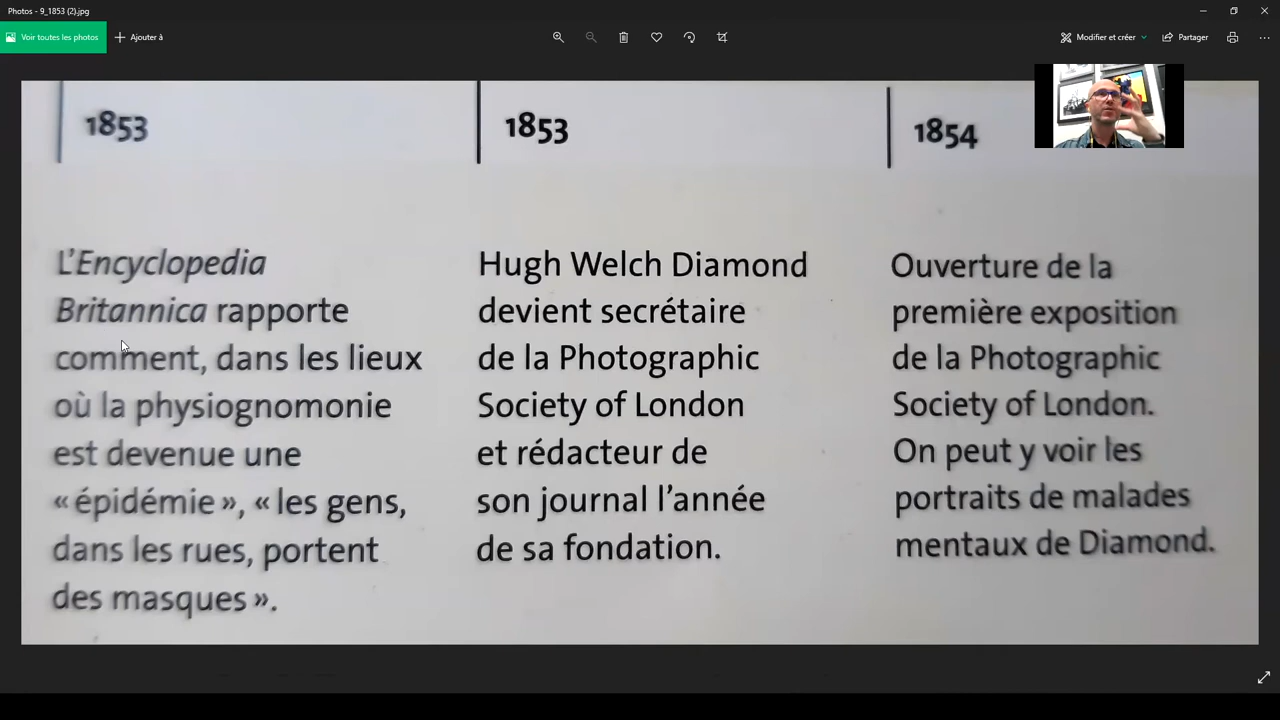 Photos - 9_1853 (2).jpg
Voir toutes les photos
Ajouter à
Modifier et créer
Partager
1853
L'Encyclopedia
Britannica rapporte
comment, dans les lieux
où la physiognomonie
est devenue une
« épidémie », « les gens,
dans les rues, portent
des masques ».
1853
Hugh Welch Diamond
devient secrétaire
de la Photographic
Society of London
et rédacteur de
son journal l'année
de sa fondation.
1854
Ouverture de la
première exposition
de la Photographic
Society of London.
On peut y voir les
portraits de malades
mentaux de Diamond.